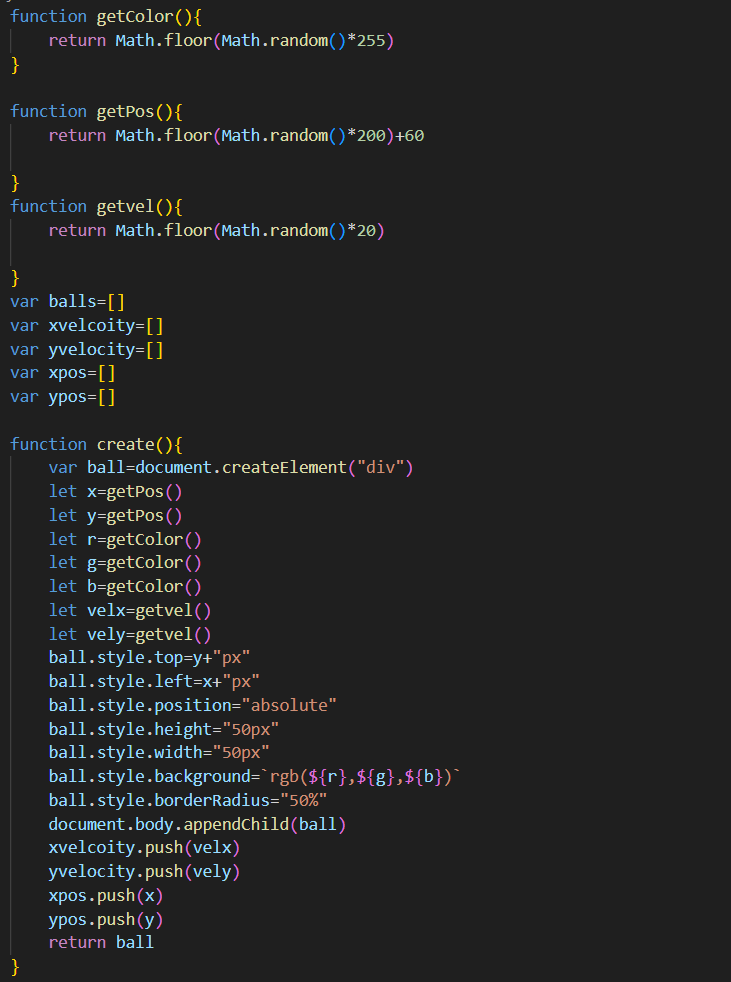 function getColor(){
    return Math.floor(Math.random()*255)
}

function getPos(){
    return Math.floor(Math.random()*200)+60

}
function getvel(){
    return Math.floor(Math.random()*20)

}
var balls=[]
var xvelcoity=[]
var yvelocity=[]
var xpos=[]
var ypos=[]

function create(){
    var ball=document.createElement("div")
    let x=getPos()
    let y=getPos()
    let r=getColor()
    let g=getColor()
    let b=getColor()
    let velx=getvel()
    let vely=getvel()
    ball.style.top=y+"px"
    ball.style.left=x+"px"
    ball.style.position="absolute"
    ball.style.height="50px"
    ball.style.width="50px"
    ball.style.background=`rgb(${r},${g},${b})`
    ball.style.borderRadius="50%"
    document.body.appendChild(ball)
    xvelcoity.push(velx)
    yvelocity.push(vely)
    xpos.push(x)
    ypos.push(y)
    return ball
}